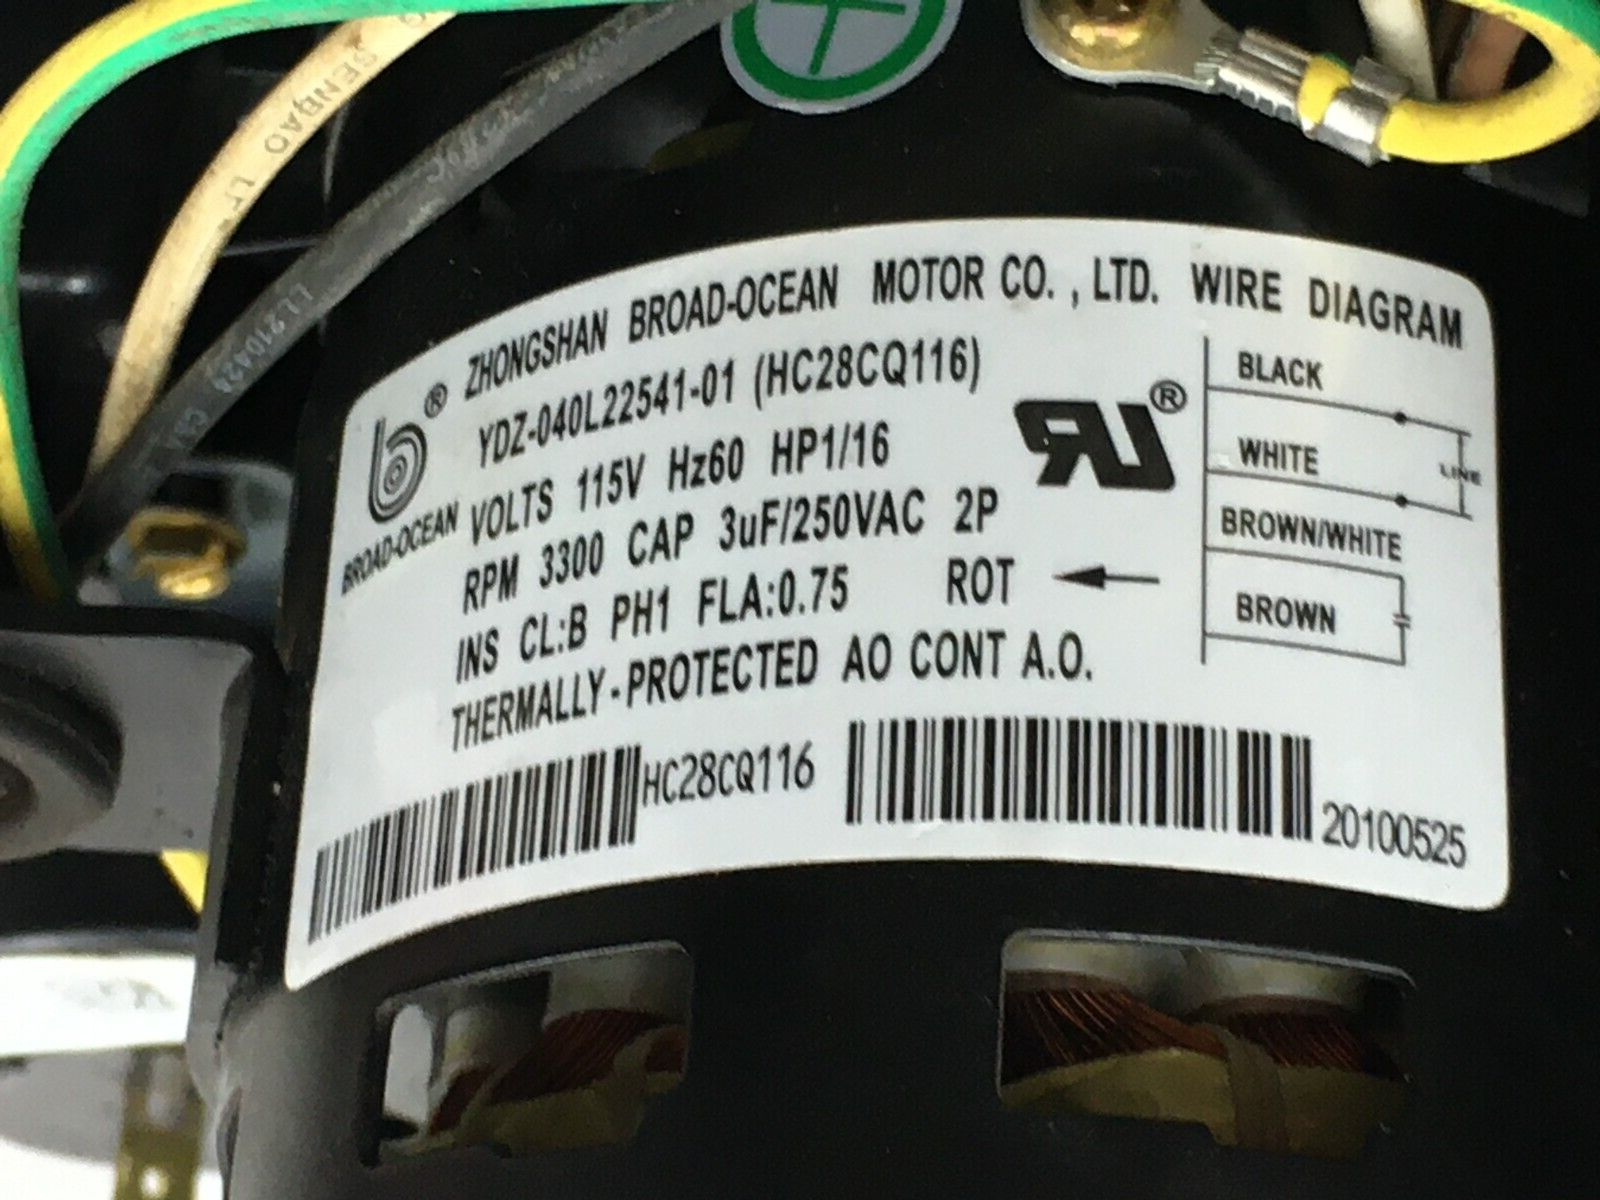 SENBAO
LL210426
ZHONGSHAN BROAD-OCEAN MOTOR CO., LTD.
YDZ-040L22541-01 (HC28CQ116)
VOLTS 115V Hz60 HP1/16
RPM 3300 CAP 3uF/250VAC 2P
INS CL:B PH1 FLA:0.75 ROT
THERMALLY-PROTECTED AO CONT A.O.
®
BROAD-OCEAN
®
WIRE DIAGRAM
BLACK
WHITE
LINE
BROWN/WHITE
BROWN
HC28CQ116
20100525